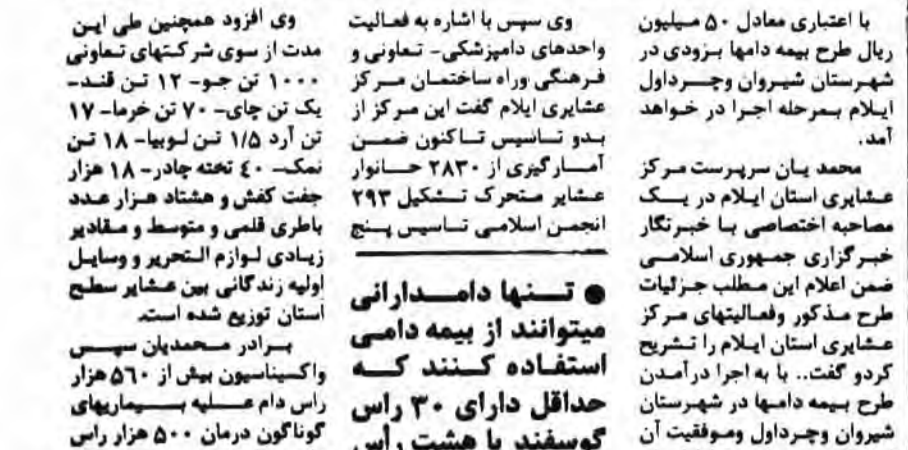 با اعتباری معادل ۵۰ میلیون
ریال طرح بیمه دامها بزودی در
شهرستان شیروان وچرداول
ایلام بمرحله اجرا در خواهد
آمد.
محمد یان سرپرست مرکز
عشایری استان ایلام در یک
مصاحبه اختصاصی با خبرنگار
خبرگزاری جمهوری اسلامی
ضمن اعلام این مطلب جزئیات
طرح مذکور وفعالیتهای مرکز
عشایری استان ایلام را تشریح
کردو گفت.. با به اجرا درآمدن
طرح بیمه دامها در شهرستان
شیروان وچرداول وموفقیت آن
وی سپس با اشاره به فعالیت
واحدهای دامپزشکی- تعاونی و
فرهنگی وراه ساختمان مرکز
عشایری ایلام گفت این مرکز از
بدو تاسیس تاکنون ضمن
آمارگیری از ۲۸۳۰ خانوار
عشایر متحرک تشکیل ۲۹۳
انجمن اسلامی تاسیس پنج
● تنها دامدارانی
میتوانند از بیمه دامی
استفاده کنند که
حداقل دارای ۳۰ راس
گوسفند یا هشت رأس
وی افزود همچنین طی این
مدت از سوی شرکتهای تعاونی
۱۰۰۰ تن جو- ۱۲ تن قند-
یک تن چای- ۷۰ تن خرما- ۱۷
تن آرد ۱/۵ تن لوبیا- ۱۸ تن
نمک- ٤۰ تخته چادر- ۱۸ هزار
جفت کفش و هشتاد هزار عدد
باطری قلمی و متوسط و مقادیر
زیادی لوازم التحریر و وسایل
اولیه زندگانی بین عشایر سطح
استان توزیع شده است.
برادر محمدیان سپس
واکسیناسیون بیش از ۵٦۰ هزار
راس دام علیه بیماریهای
گوناگون درمان ۵۰۰ هزار راس